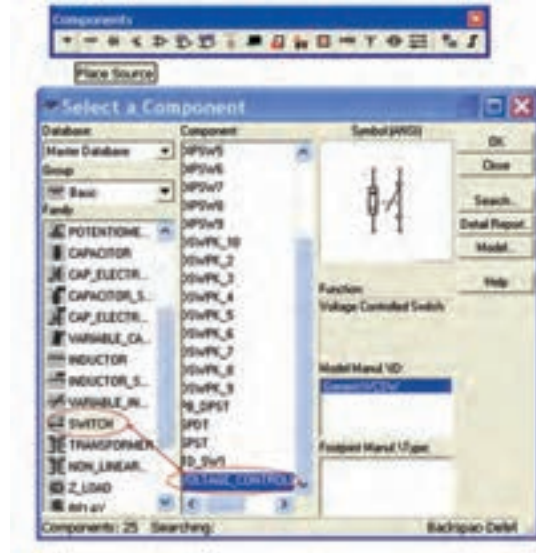 Components
Place Source
Select a Component
Database:
Master Database
Group:
Basic
Family:
POTENTIOME...
CAPACITOR
CAP_ELECTR...
CAPACITOR_S...
CAP_ELECTR...
VARIABLE_CA...
INDUCTOR
INDUCTOR_S...
VARIABLE_IN...
SWITCH
TRANSFORMER
NON_LINEAR...
Z_LOAD
Component:
DIPSW5
DIPSW6
DIPSW7
DIPSW8
DIPSW9
DSWPK_10
DSWPK_2
DSWPK_3
DSWPK_4
DSWPK_5
DSWPK_6
DSWPK_7
DSWPK_8
DSWPK_9
PB_DPST
SPDT
SPST
TD_SW1
VOLTAGE_CONTROL
Symbol (ANSI)
Function:
Voltage Controlled Switch
Model Manuf.\ID:
Generic\VCSW
Footprint Manuf.\Type:
OK
Close
Search...
Detail Report...
Model...
Help
Components: 25 Searching: